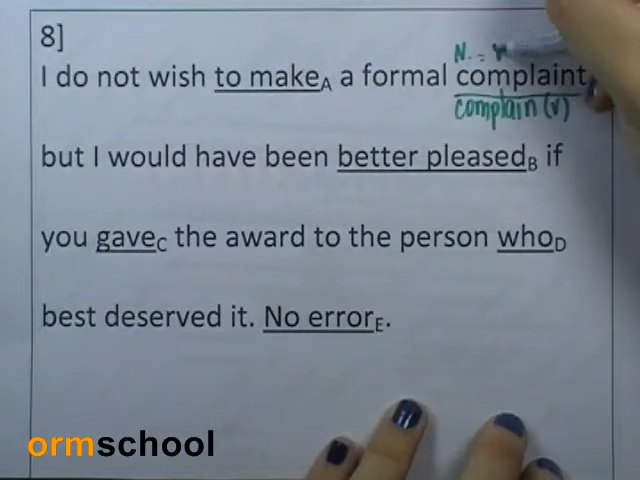 8]
N. =
I do not wish to make A a formal complaint,
complain (v)
but I would have been better pleased B if
you gave C the award to the person who D
best deserved it. No error E.
ormschool